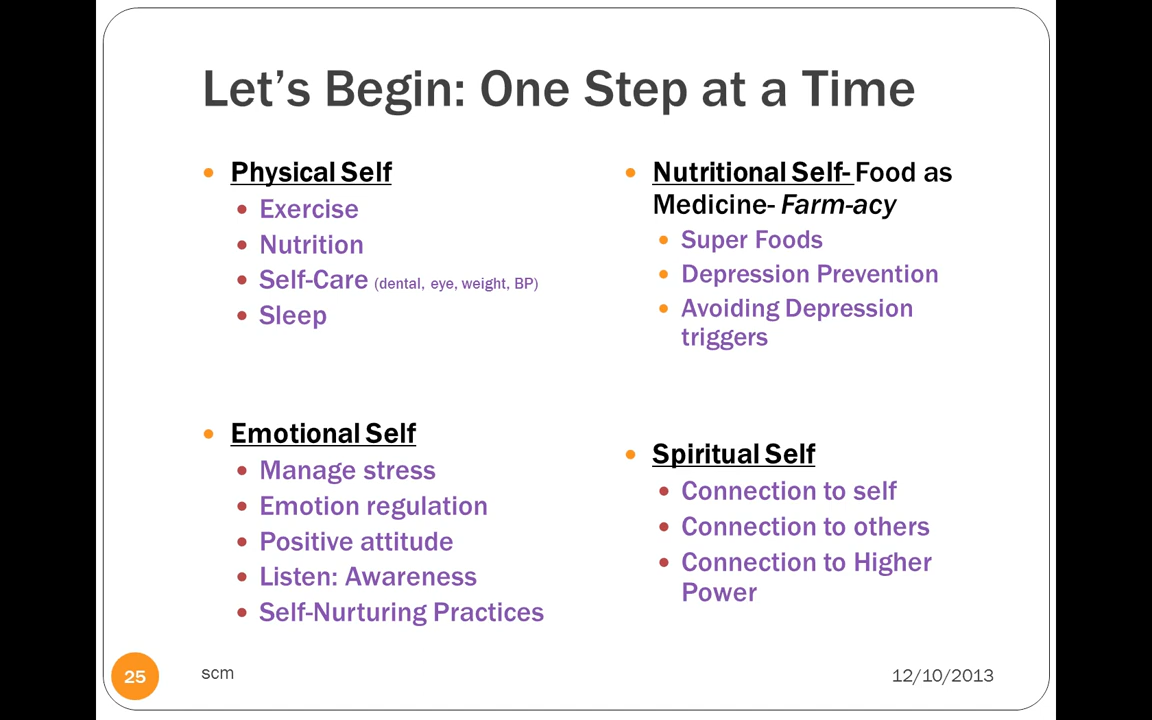 Let's Begin: One Step at a Time
Physical Self
Exercise
Nutrition
Self-Care (dental, eye, weight, BP)
Sleep
Emotional Self
Manage stress
Emotion regulation
Positive attitude
Listen: Awareness
Self-Nurturing Practices
Nutritional Self- Food as
Medicine- Farm-acy
Super Foods
Depression Prevention
Avoiding Depression
triggers
Spiritual Self
Connection to self
Connection to others
Connection to Higher
Power
25
scm
12/10/2013